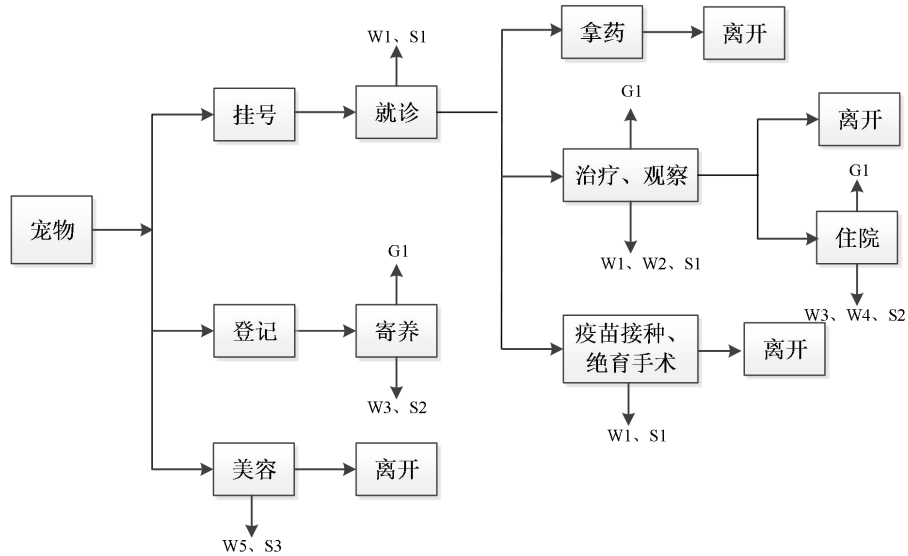 拿药
离开
W1、S1
挂号
就诊
G1
离开
治疗、观察
G1
宠物
住院
W1、W2、S1
G1
W3、W4、S2
登记
寄养
疫苗接种、
绝育手术
离开
W3、S2
W1、S1
美容
离开
W5、S3